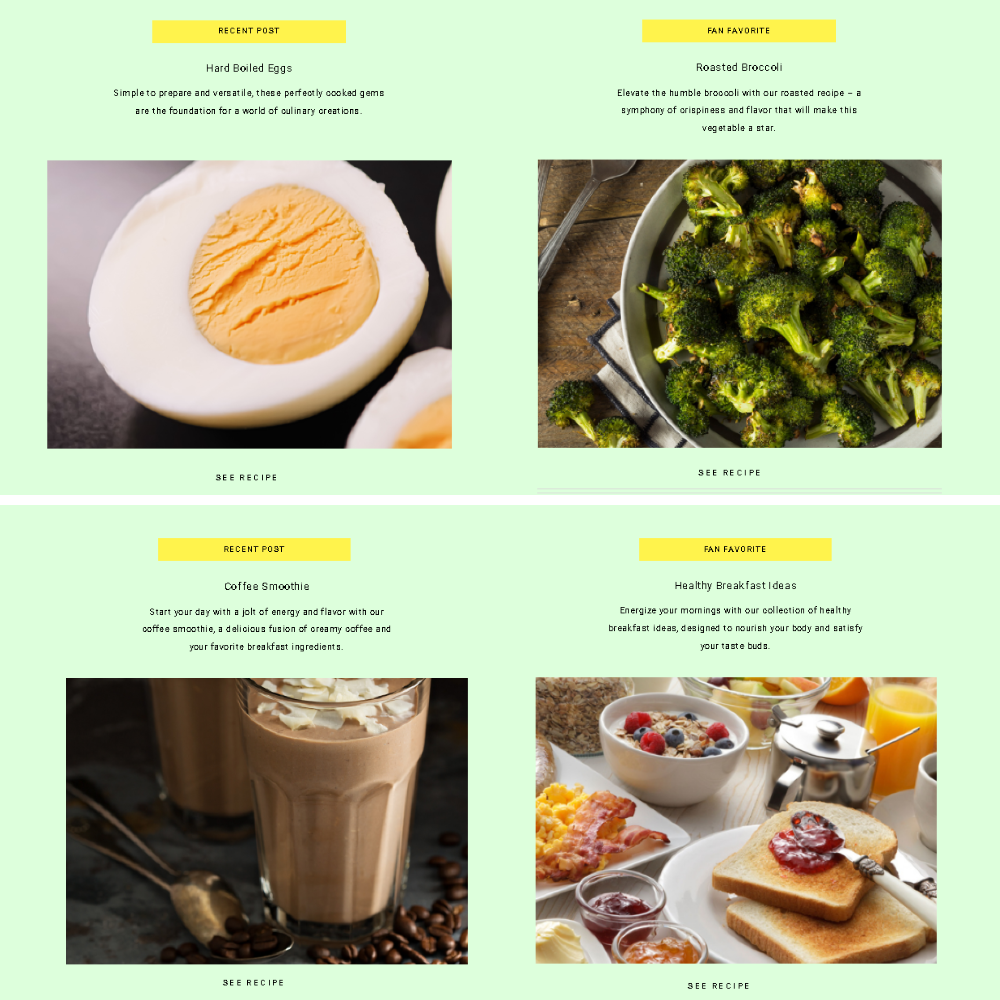 RECENT POST
Hard Boiled Eggs
Simple to prepare and versatile, these perfectly cooked gems
are the foundation for a world of culinary creations.
SEE RECIPE
FAN FAVORITE
Roasted Broccoli
Elevate the humble broccoli with our roasted recipe – a
symphony of crispiness and flavor that will make this
vegetable a star.
SEE RECIPE
RECENT POST
Coffee Smoothie
Start your day with a jolt of energy and flavor with our
coffee smoothie, a delicious fusion of creamy coffee and
your favorite breakfast ingredients.
SEE RECIPE
FAN FAVORITE
Healthy Breakfast Ideas
Energize your mornings with our collection of healthy
breakfast ideas, designed to nourish your body and satisfy
your taste buds.
SEE RECIPE